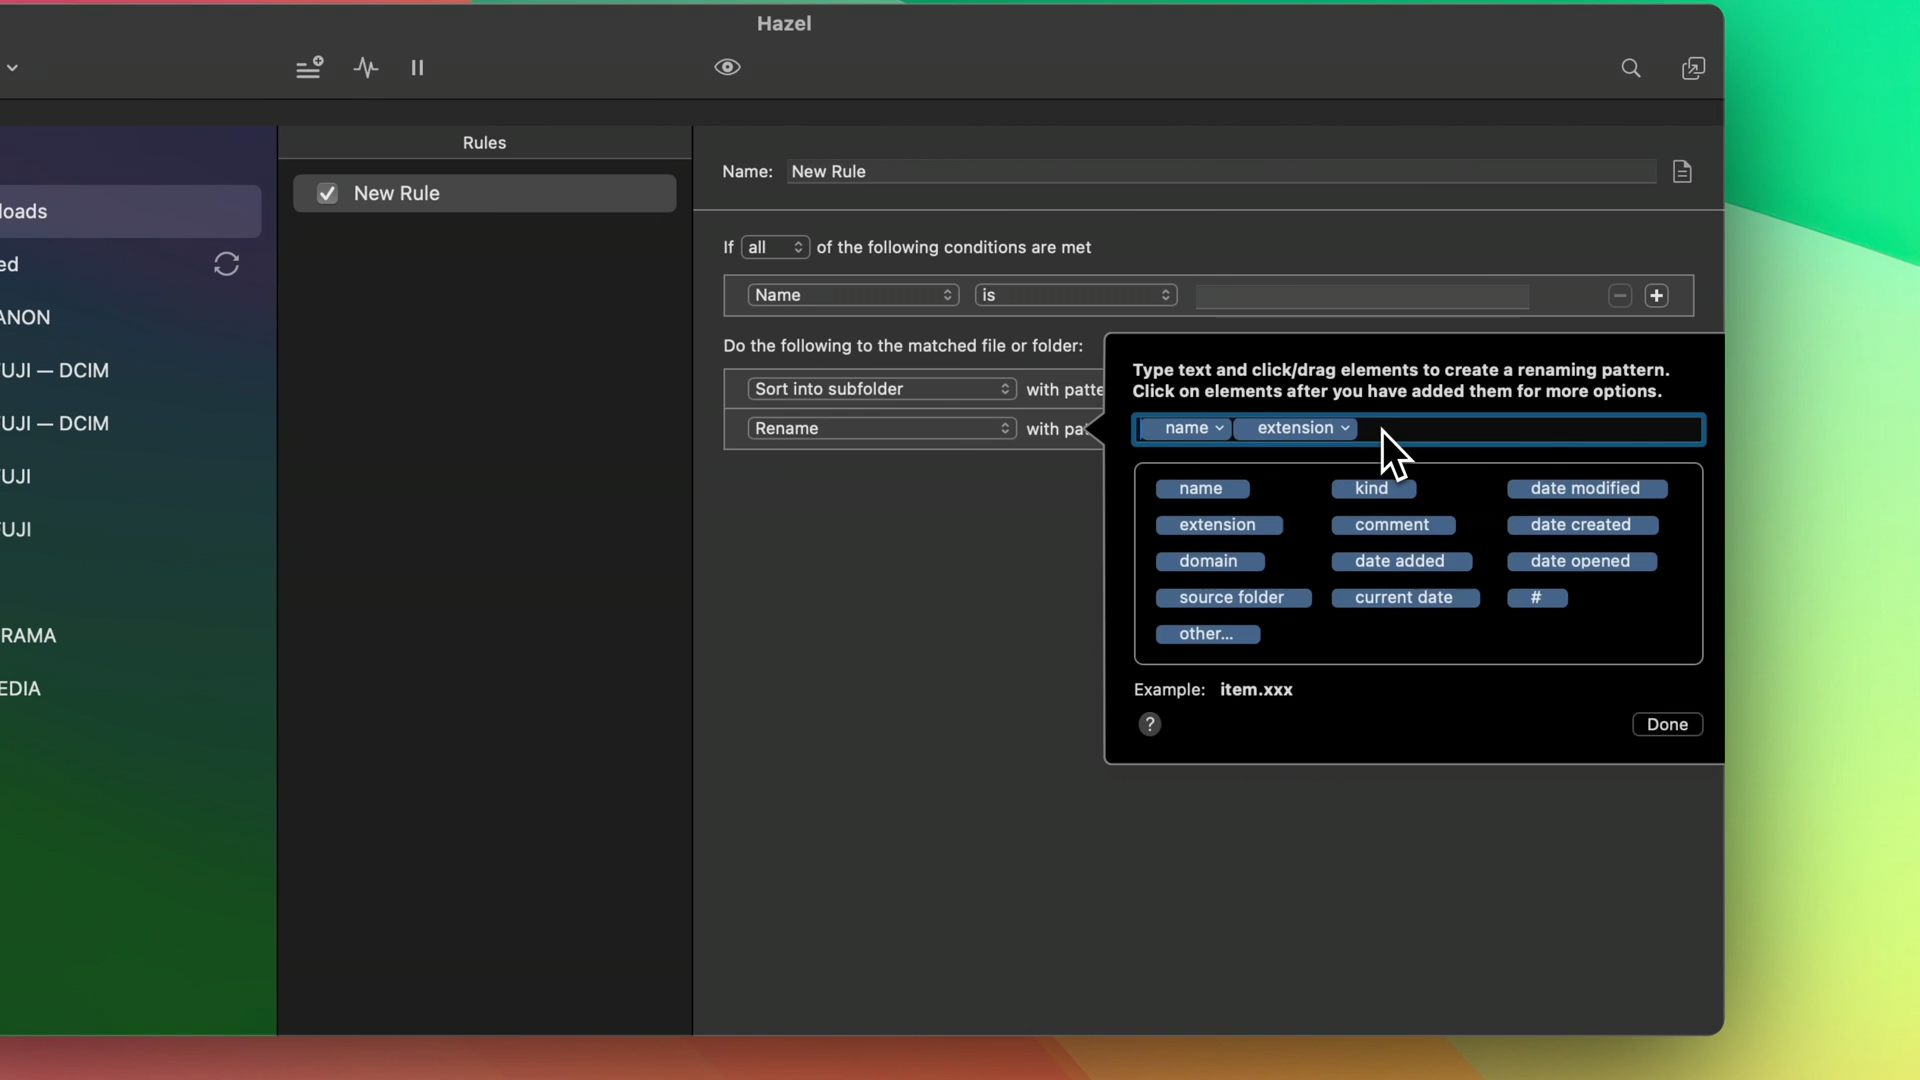 Hazel
Rules
New Rule
loads
ed
ANON
UJI — DCIM
UJI — DCIM
UJI
UJI
RAMA
EDIA
Name: New Rule
If all of the following conditions are met
Name is
Do the following to the matched file or folder:
Sort into subfolder with patte
Rename with pat
Type text and click/drag elements to create a renaming pattern.
Click on elements after you have added them for more options.
name extension
name kind date modified
extension comment date created
domain date added date opened
source folder current date #
other...
Example: item.xxx
? Done